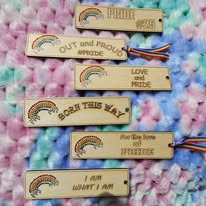 PRIDE
OUT and PROUD
#PRIDE
LOVE and
PRIDE
BORN THIS WAY
For the love
of
PRIDE
I AM
WHAT I AM